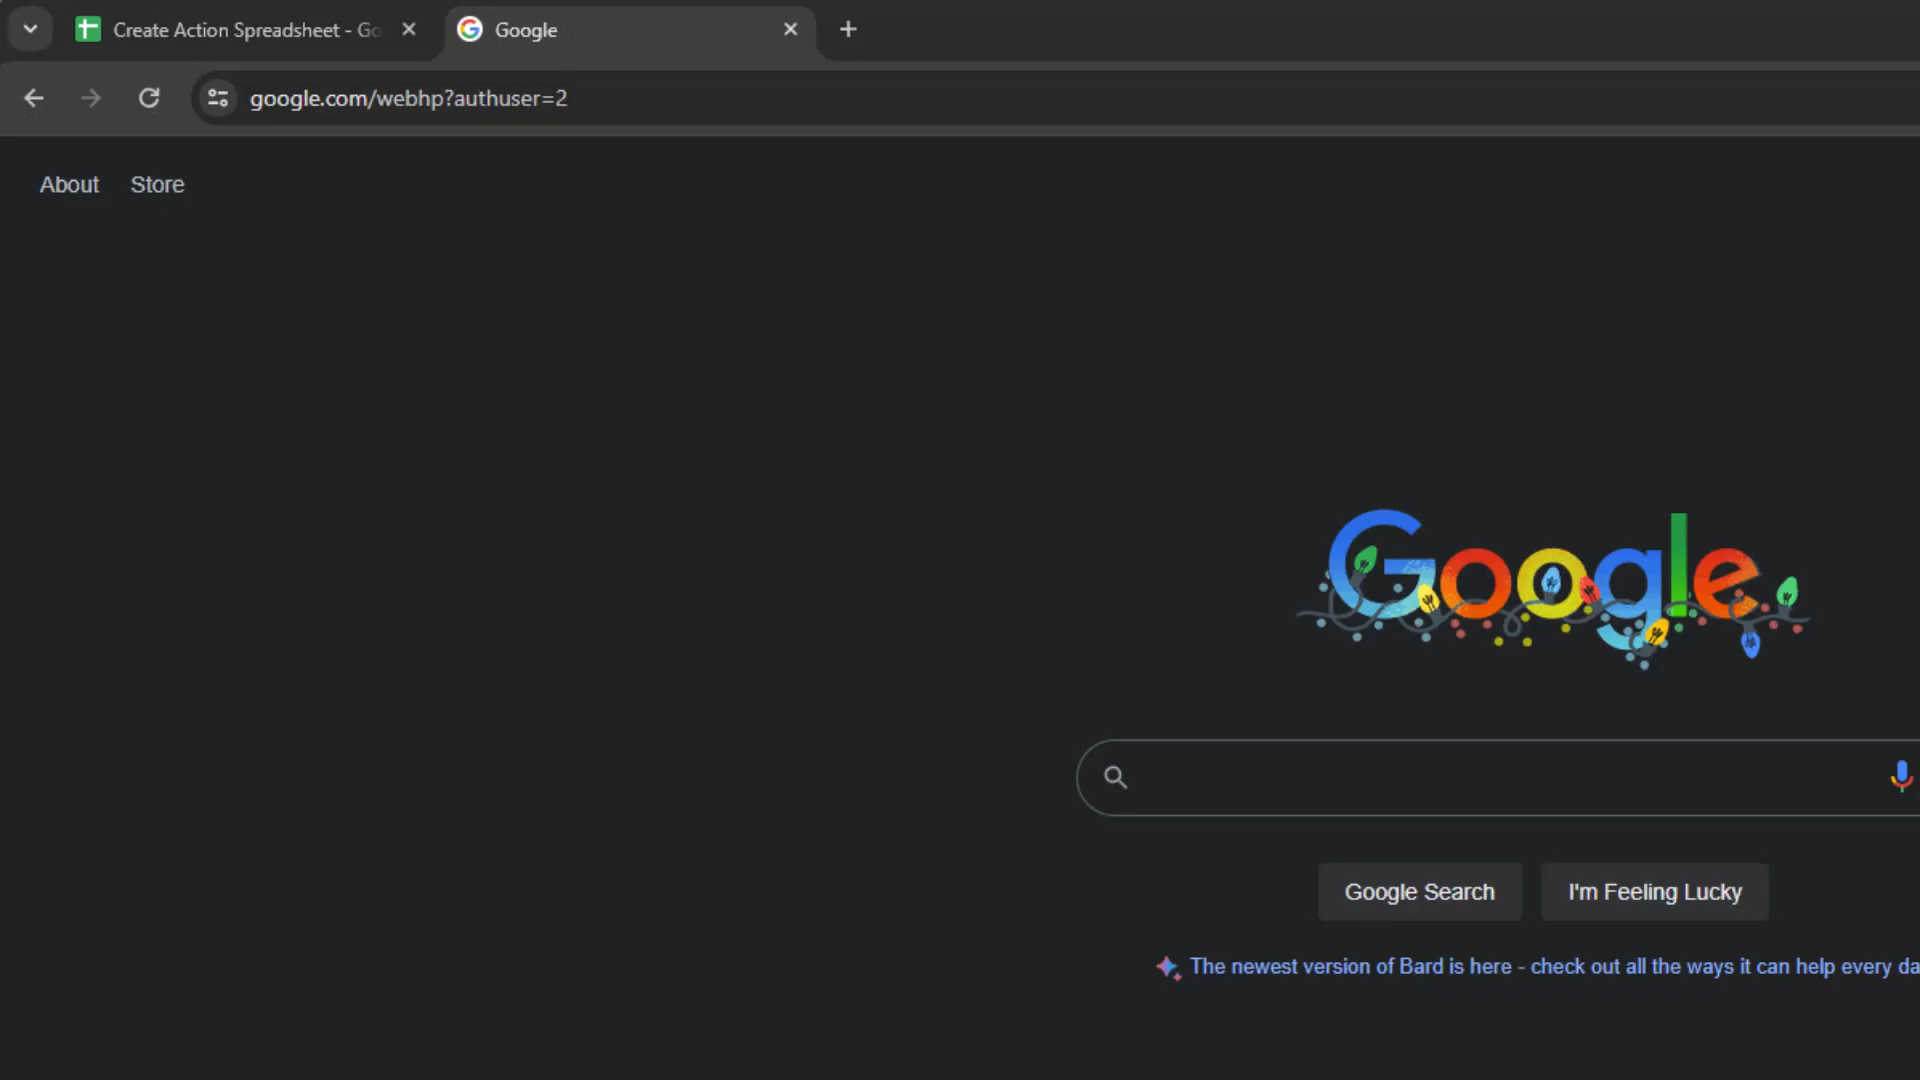 Create Action Spreadsheet - Go
Google
google.com/webhp?authuser=2
About Store
Google
Google Search I'm Feeling Lucky
The newest version of Bard is here - check out all the ways it can help every da